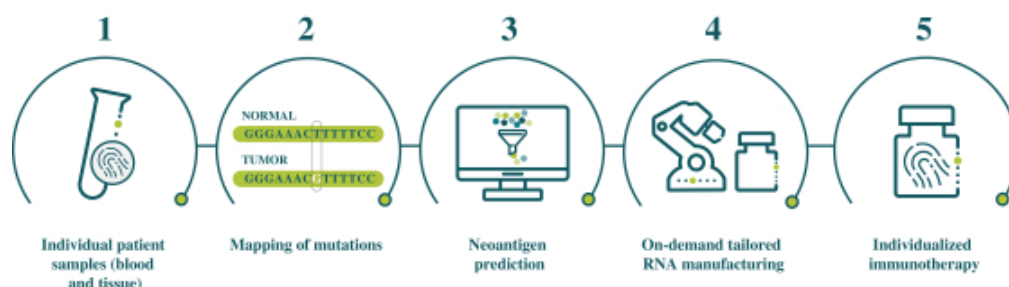 1
2
3
4
5
NORMAL
GGGAAACTTTTTCC
TUMOR
GGGAAACGTTTTCC
Individual patient
samples (blood
and tissue)
Mapping of mutations
Neoantigen
prediction
On-demand tailored
RNA manufacturing
Individualized
immunotherapy